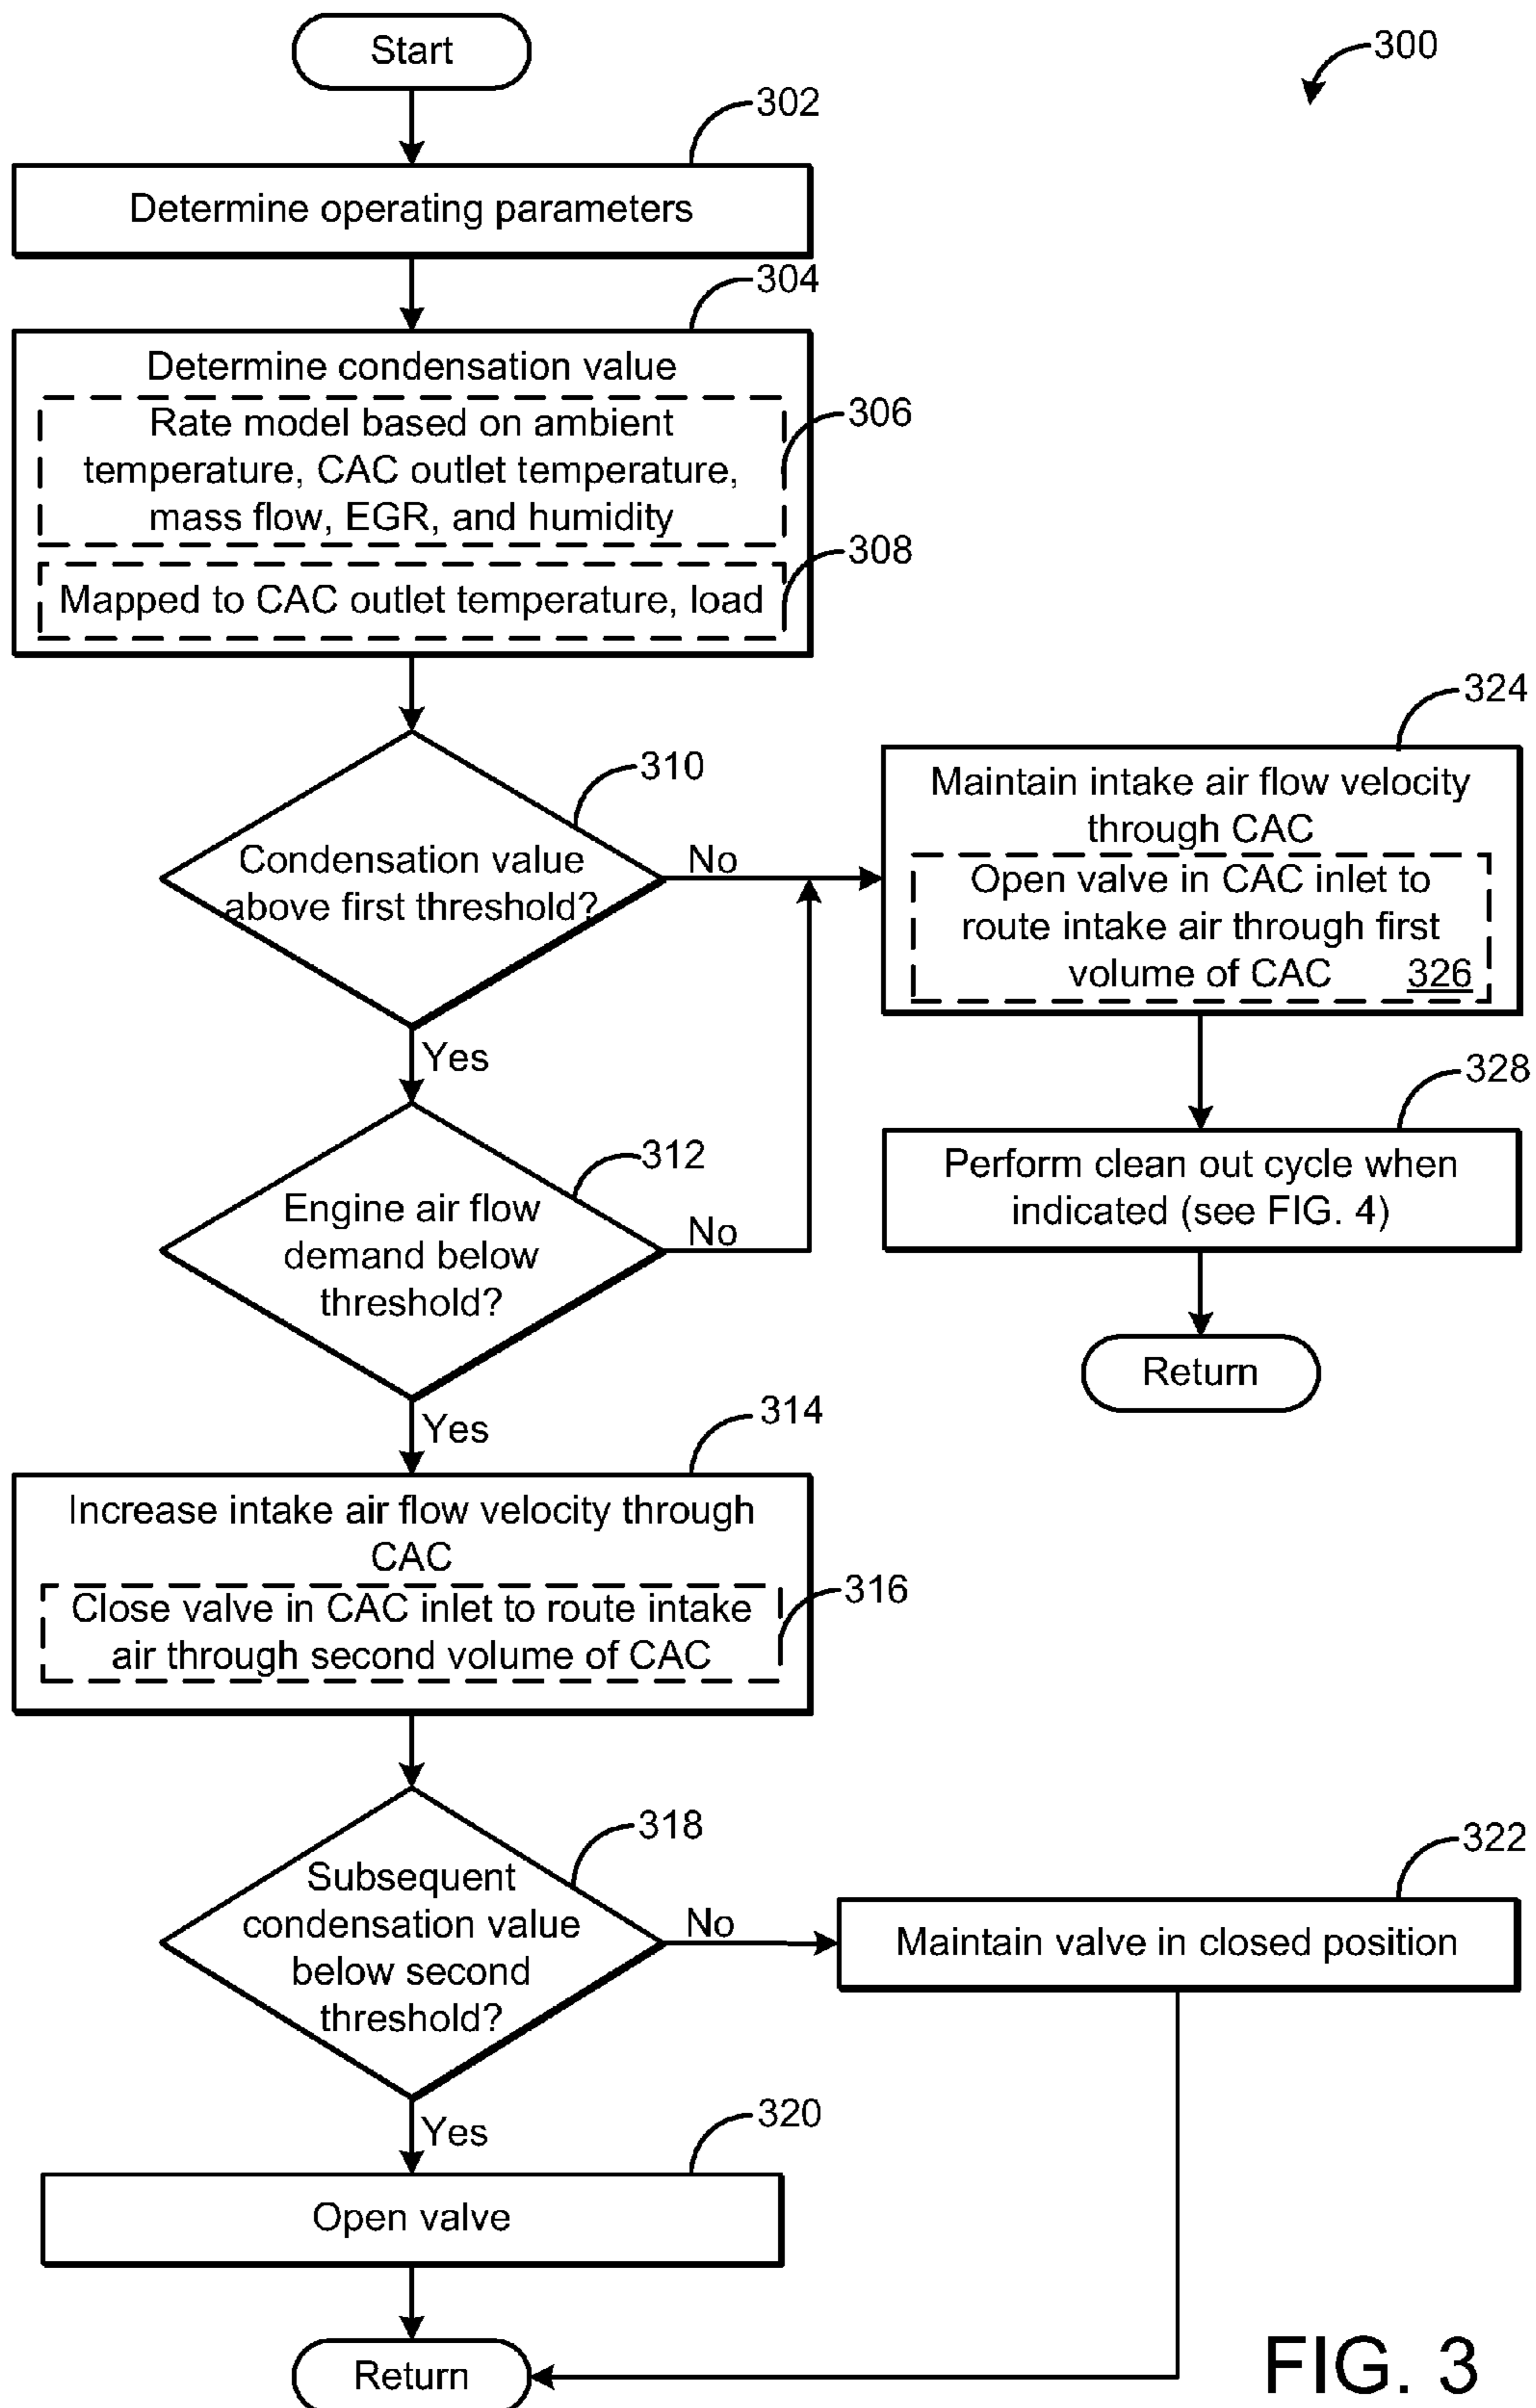 Start
300
302
Determine operating parameters
304
Determine condensation value
Rate model based on ambient
temperature, CAC outlet temperature,
mass flow, EGR, and humidity
306
308
Mapped to CAC outlet temperature, load
310
Condensation value
above first threshold?
No
Yes
324
Maintain intake air flow velocity
through CAC
Open valve in CAC inlet to
route intake air through first
volume of CAC 326
312
Engine air flow
demand below
threshold?
No
Yes
328
Perform clean out cycle when
indicated (see FIG. 4)
Return
314
Increase intake air flow velocity through
CAC
Close valve in CAC inlet to route intake
air through second volume of CAC
316
318
Subsequent
condensation value
below second
threshold?
No
Yes
322
Maintain valve in closed position
320
Open valve
Return
FIG. 3